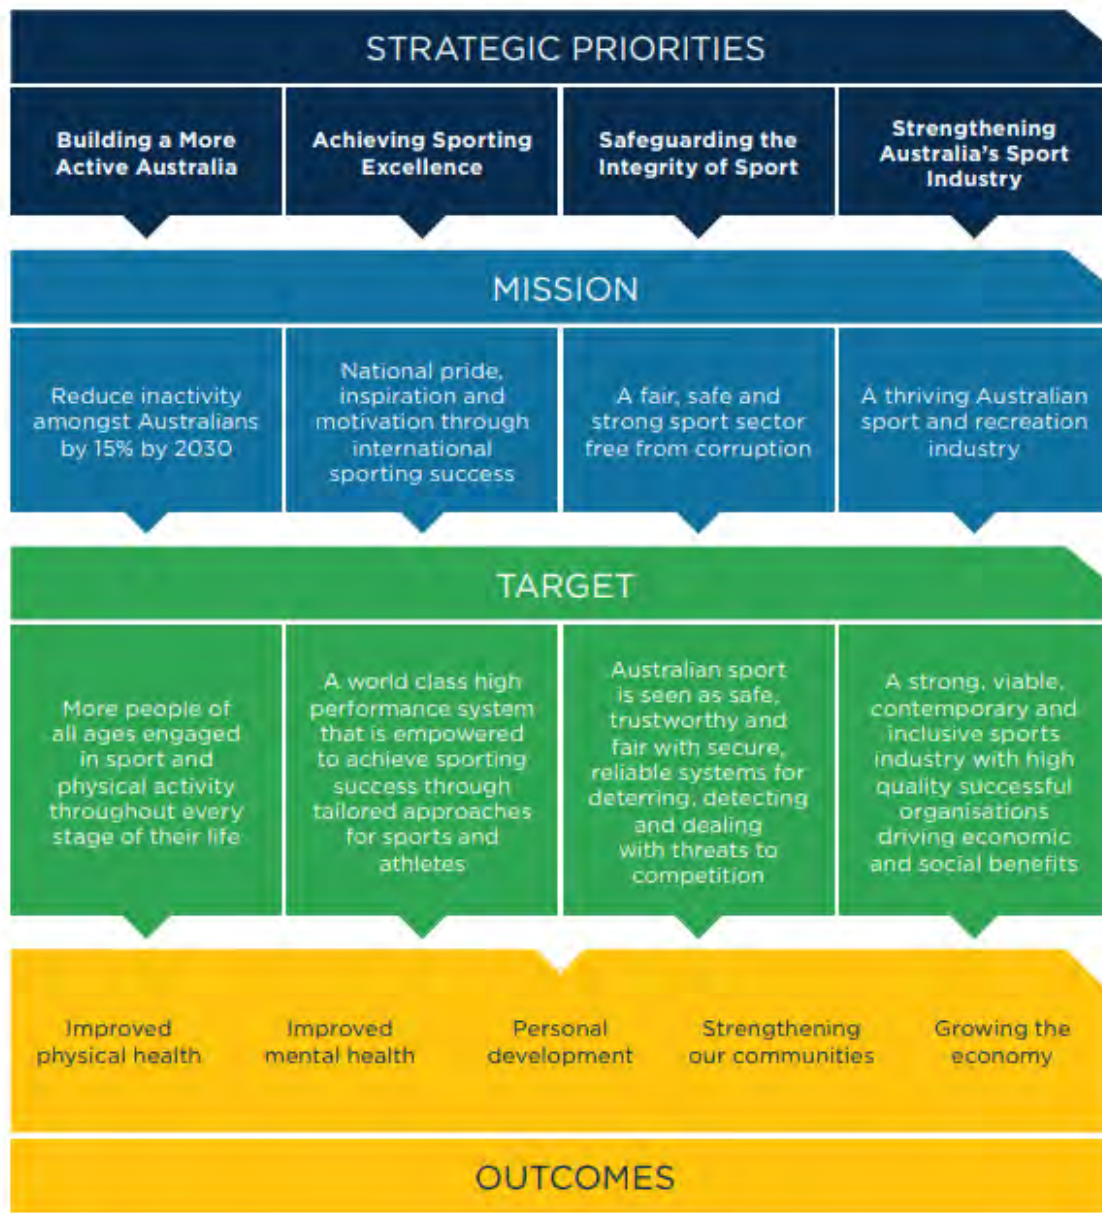 STRATEGIC PRIORITIES
Building a More
Active Australia
Achieving Sporting
Excellence
Safeguarding the
Integrity of Sport
Strengthening
Australia's Sport
Industry
MISSION
Reduce inactivity
amongst Australians
by 15% by 2030
National pride,
inspiration and
motivation through
international
sporting success
A fair, safe and
strong sport sector
free from corruption
A thriving Australian
sport and recreation
industry
TARGET
More people of
all ages engaged
in sport and
physical activity
throughout every
stage of their life
A world class high
performance system
that is empowered
to achieve sporting
success through
tailored approaches
for sports and
athletes
Australian sport
is seen as safe,
trustworthy and
fair with secure,
reliable systems for
deterring, detecting
and dealing
with threats to
competition
A strong, viable,
contemporary and
inclusive sports
industry with high
quality successful
organisations
driving economic
and social benefits
Improved
physical health
Improved
mental health
Personal
development
Strengthening
our communities
Growing the
economy
OUTCOMES